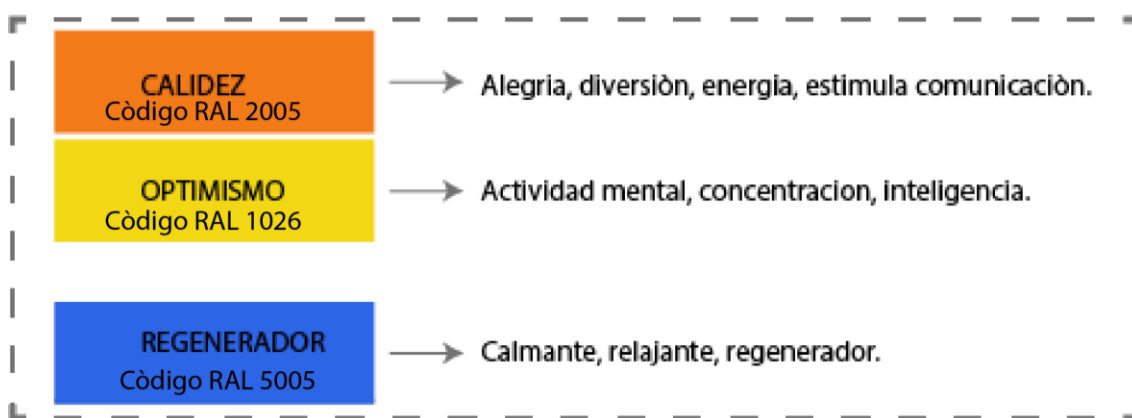 CALIDEZ
Còdigo RAL 2005
Alegria, diversiòn, energia, estimula comunicaciòn.
OPTIMISMO
Còdigo RAL 1026
Actividad mental, concentracion, inteligencia.
REGENERADOR
Còdigo RAL 5005
Calmante, relajante, regenerador.